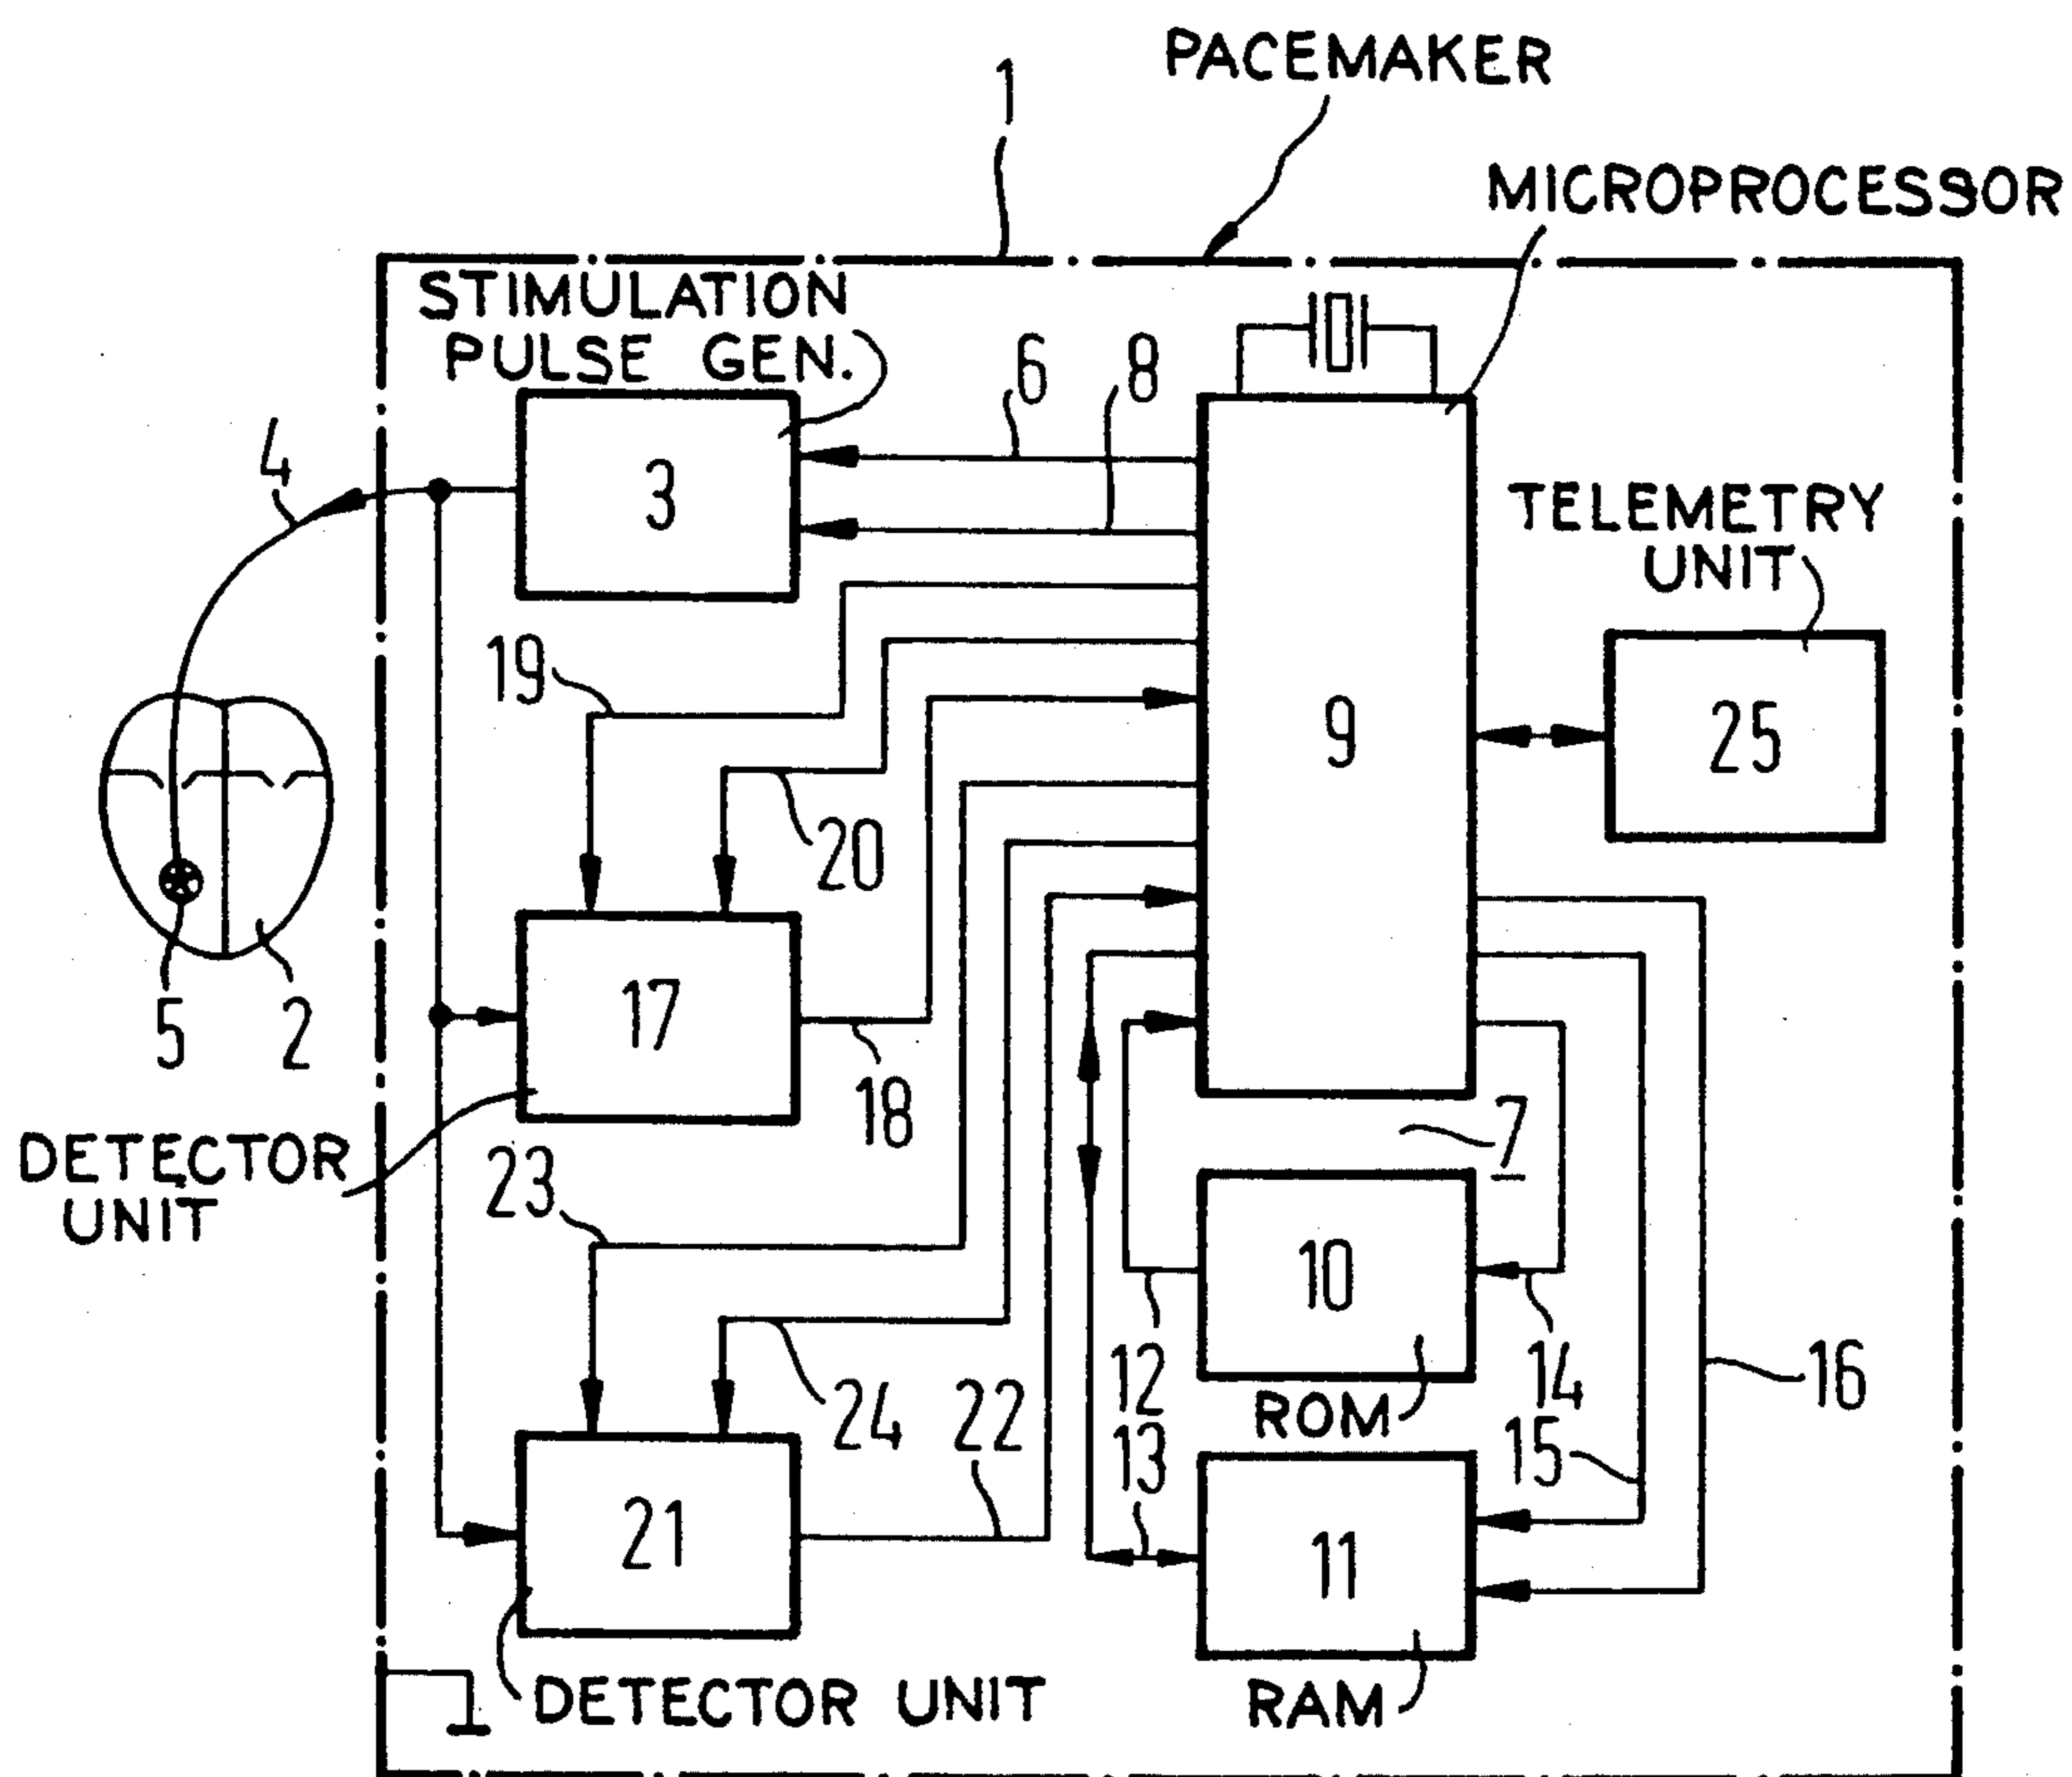 PACEMAKER
1
MICROPROCESSOR
STIMULATION
PULSE GEN.
6
8
4
3
TELEMETRY
UNIT
19
9
25
20
5
2
17
18
7
DETECTOR
UNIT
23
10
12
14
16
ROM
24
22
13
15
21
11
DETECTOR UNIT
RAM